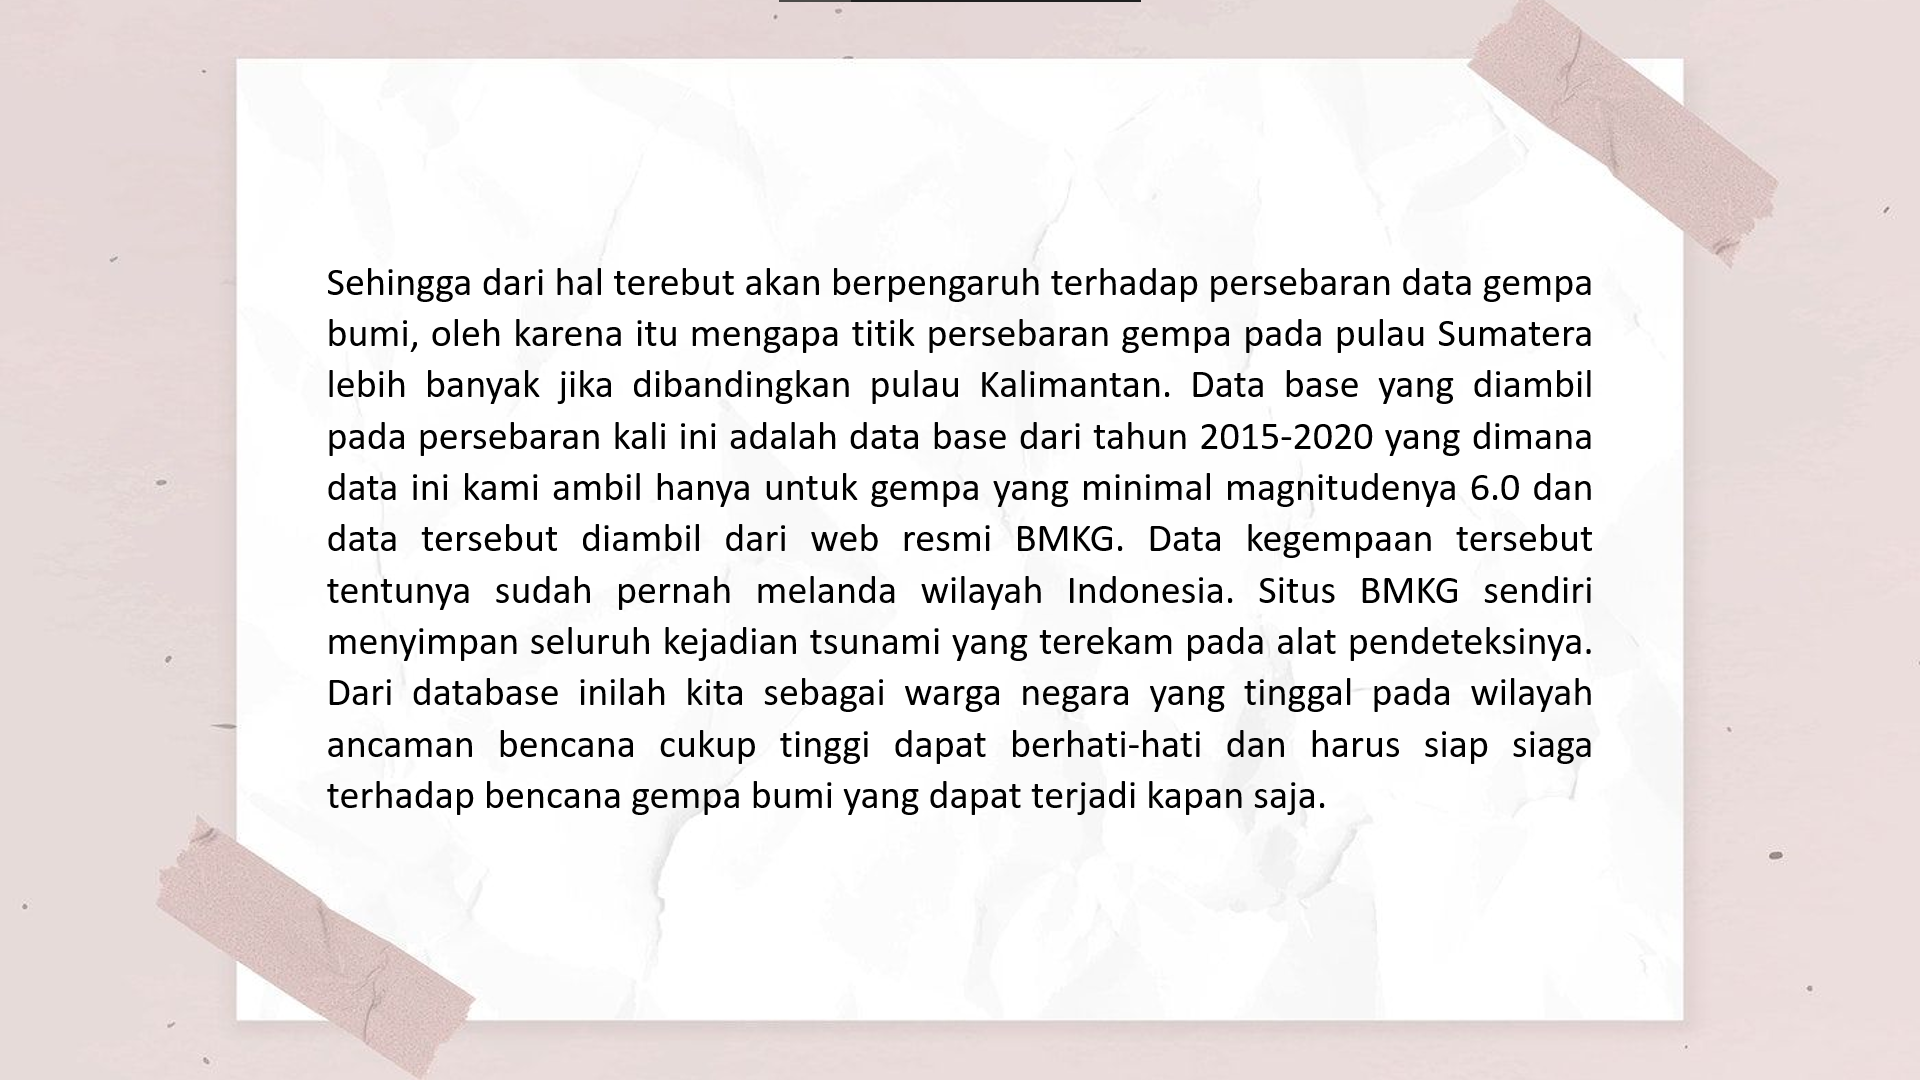 Sehingga dari hal terebut akan berpengaruh terhadap persebaran data gempa
bumi, oleh karena itu mengapa titik persebaran gempa pada pulau Sumatera
lebih banyak jika dibandingkan pulau Kalimantan. Data base yang diambil
pada persebaran kali ini adalah data base dari tahun 2015-2020 yang dimana
data ini kami ambil hanya untuk gempa yang minimal magnitudenya 6.0 dan
data tersebut diambil dari web resmi BMKG. Data kegempaan tersebut
tentunya sudah pernah melanda wilayah Indonesia. Situs BMKG sendiri
menyimpan seluruh kejadian tsunami yang terekam pada alat pendeteksinya.
Dari database inilah kita sebagai warga negara yang tinggal pada wilayah
ancaman bencana cukup tinggi dapat berhati-hati dan harus siap siaga
terhadap bencana gempa bumi yang dapat terjadi kapan saja.